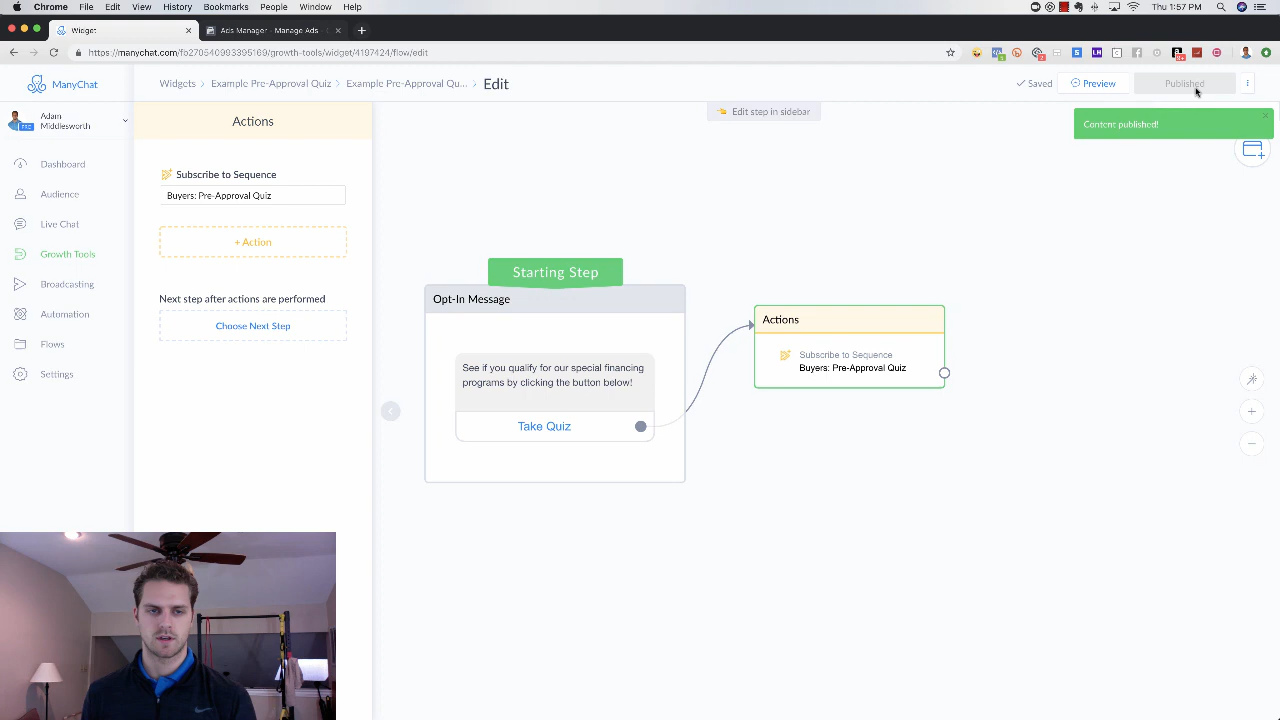 Chrome File Edit View History Bookmarks People Window Help
Thu 1:57 PM
Widget
Ads Manager - Manage Ads -
https://manychat.com/fb270540993395169/growth-tools/widget/4197424/flow/edit
ManyChat
Widgets > Example Pre-Approval Quiz > Example Pre-Approval Qu... > Edit
Saved
Preview
Published
Adam
Middlesworth
PRO
Actions
Edit step in sidebar
Content published!
Dashboard
Audience
Live Chat
Growth Tools
Broadcasting
Automation
Flows
Settings
Subscribe to Sequence
Buyers: Pre-Approval Quiz
+ Action
Next step after actions are performed
Choose Next Step
Starting Step
Opt-In Message
See if you qualify for our special financing
programs by clicking the button below!
Take Quiz
Actions
Subscribe to Sequence
Buyers: Pre-Approval Quiz